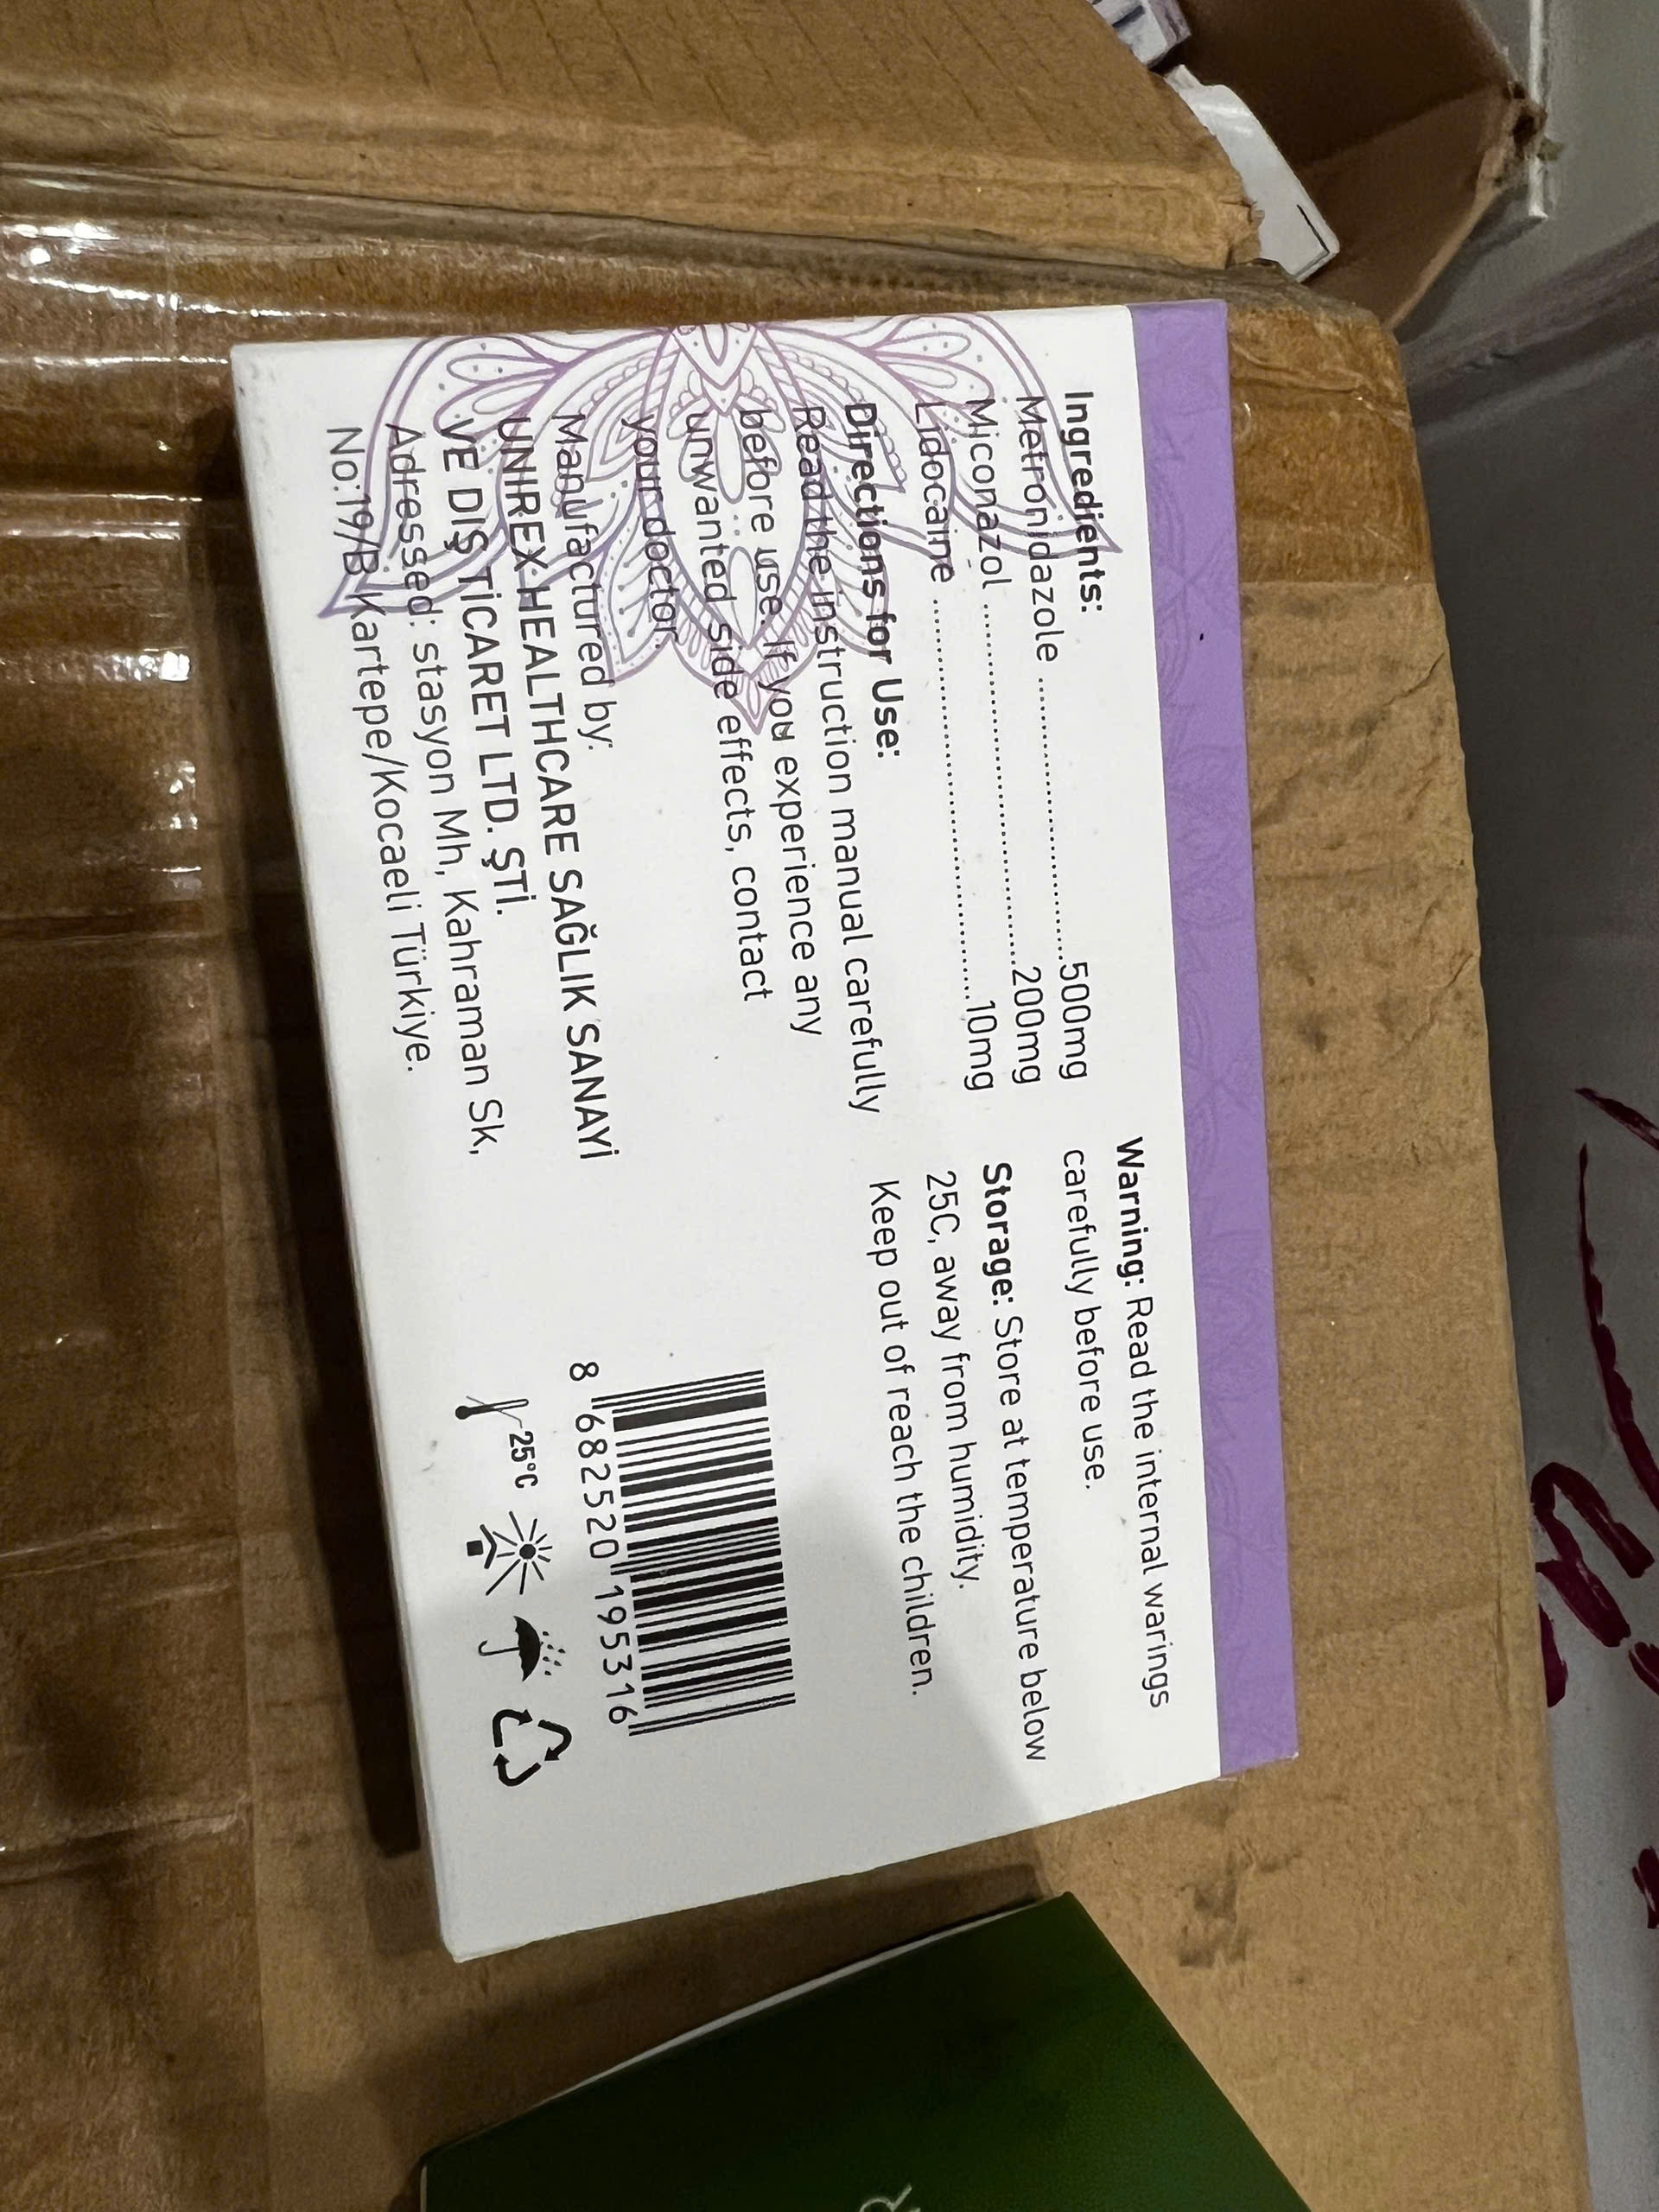 Ingredients:
Metronidazole ................................500mg
Miconazol ..........................................200mg
Lidocaine ..............................................10mg
Directions for Use:
Read the instruction manual carefully
before use. If you experience any
unwanted side effects, contact
your doctor.
Manufactured by:
UNIREX HEALTHCARE SAĞLIK SANAYİ
VE DIŞ TİCARET LTD. ŞTİ.
Adressed: stasyon Mh, Kahraman Sk,
No:19/B Kartepe/Kocaeli Türkiye.
Warning: Read the internal warings
carefully before use.
Storage: Store at temperature below
25C, away from humidity.
Keep out of reach the children.
8 682520 195316
25°C
R